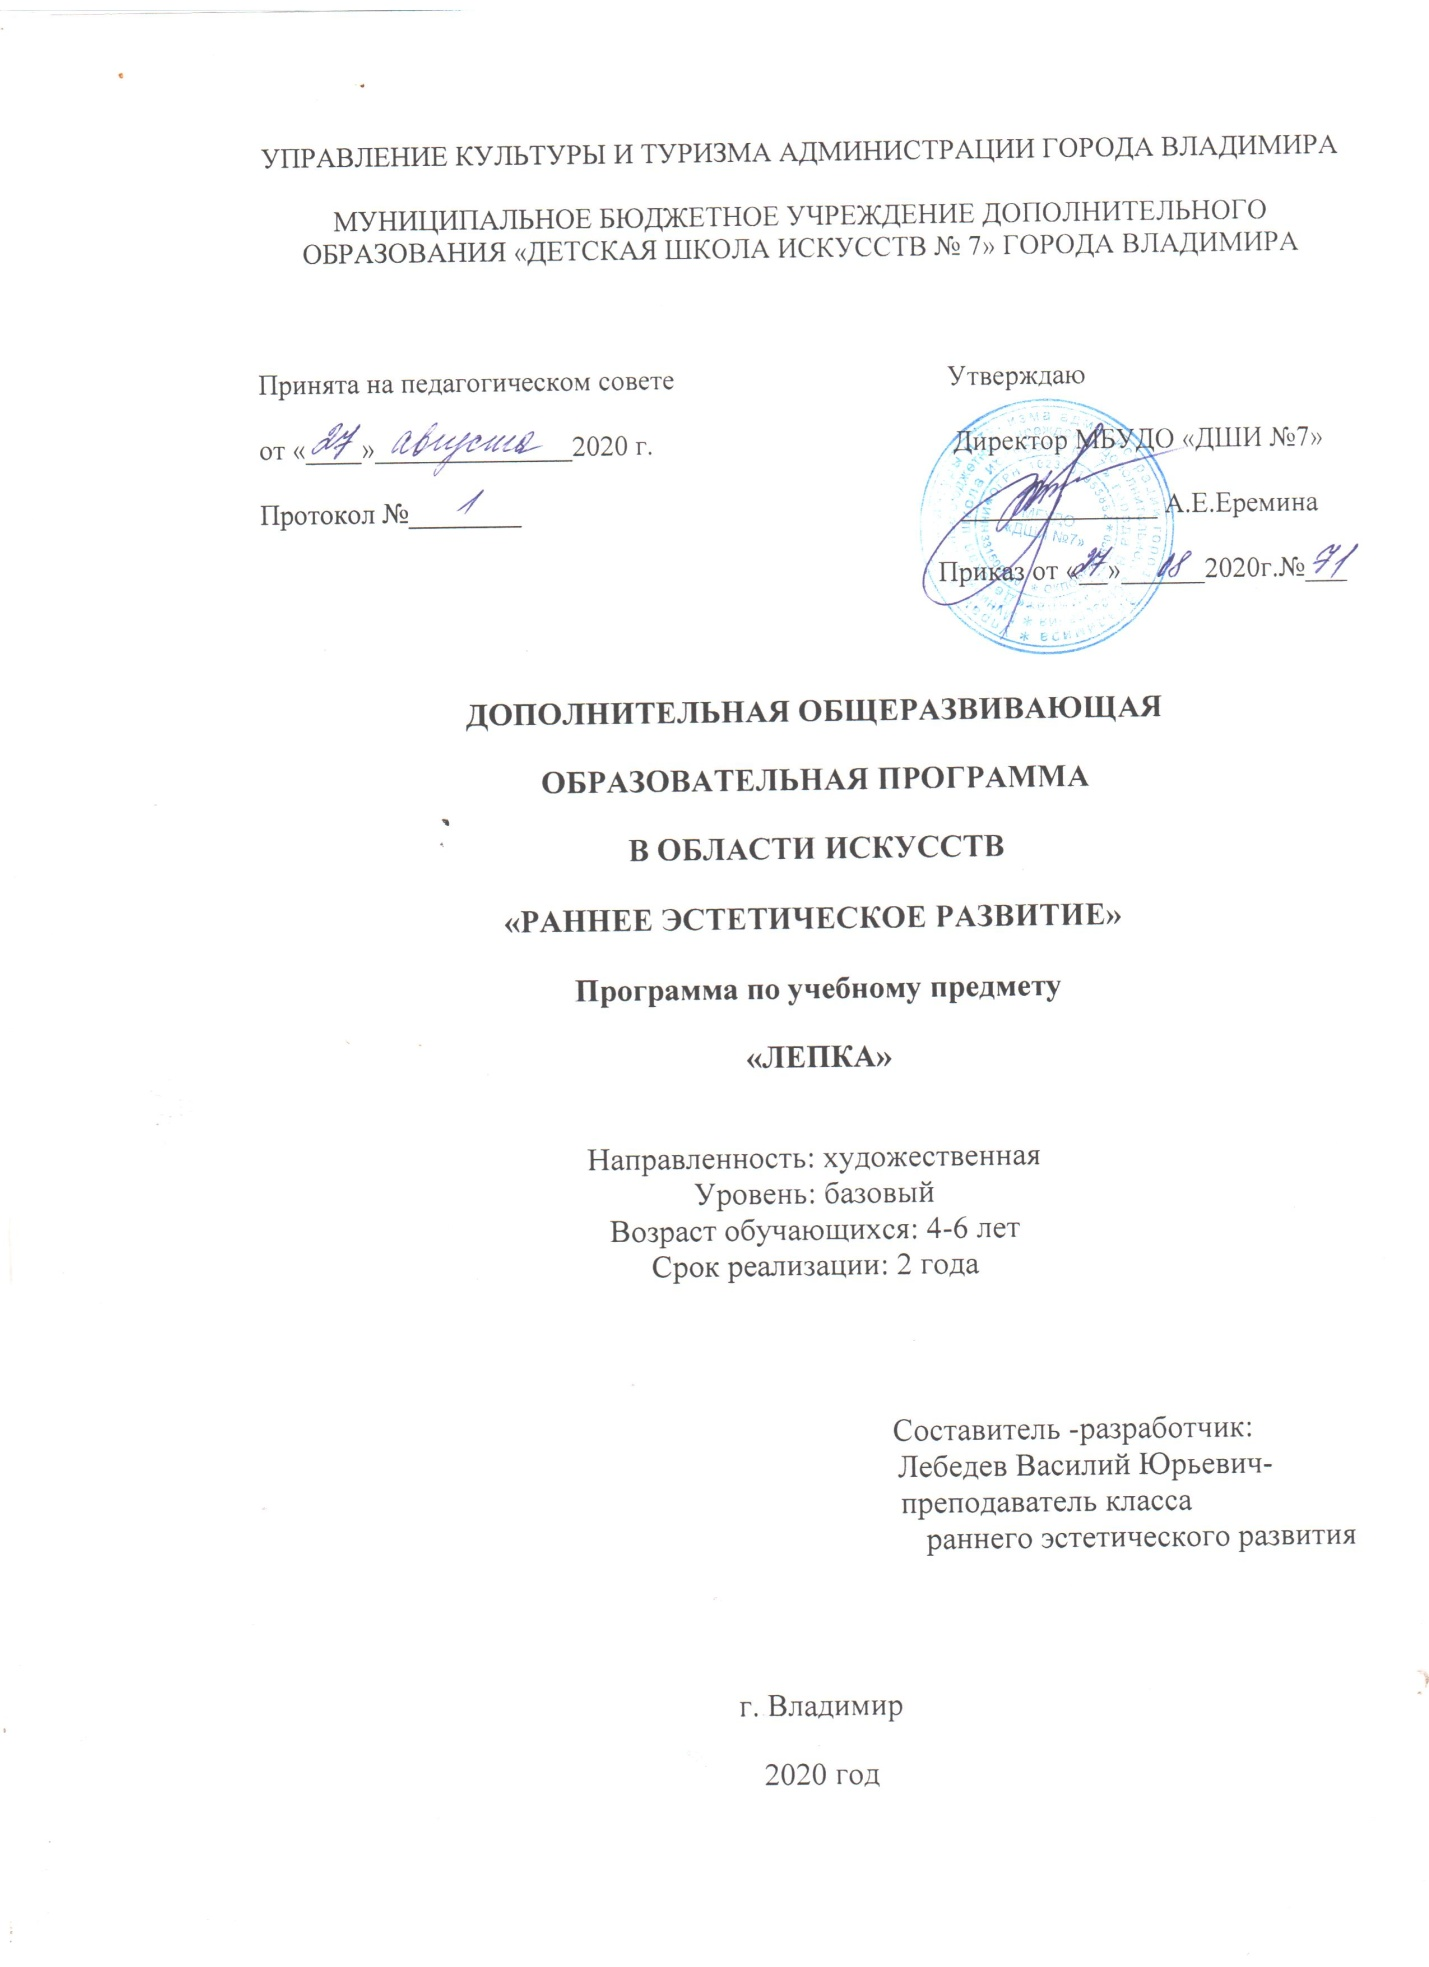 УПРАВЛЕНИЕ КУЛЬТУРЫ И ТУРИЗМА АДМИНИСТРАЦИИ ГОРОДА ВЛАДИМИРА
МУНИЦИПАЛЬНОЕ БЮДЖЕТНОЕ УЧРЕЖДЕНИЕ ДОПОЛНИТЕЛЬНОГО
ОБРАЗОВАНИЯ «ДЕТСКАЯ ШКОЛА ИСКУССТВ № 7» ГОРОДА ВЛАДИМИРА
Принята на педагогическом совете
от «27» августа 2020 г.
Протокол № 1
Утверждаю
Директор МБУДО «ДШИ №7»
А.Е.Еремина
Приказ от «27» 08 2020г.№ 71
МБУДО
«ДШИ №7»
ДОПОЛНИТЕЛЬНАЯ ОБЩЕРАЗВИВАЮЩАЯ
ОБРАЗОВАТЕЛЬНАЯ ПРОГРАММА
В ОБЛАСТИ ИСКУССТВ
«РАННЕЕ ЭСТЕТИЧЕСКОЕ РАЗВИТИЕ»
Программа по учебному предмету
«ЛЕПКА»
Направленность: художественная
Уровень: базовый
Возраст обучающихся: 4-6 лет
Срок реализации: 2 года
Составитель -разработчик:
Лебедев Василий Юрьевич-
преподаватель класса
раннего эстетического развития
г. Владимир
2020 год